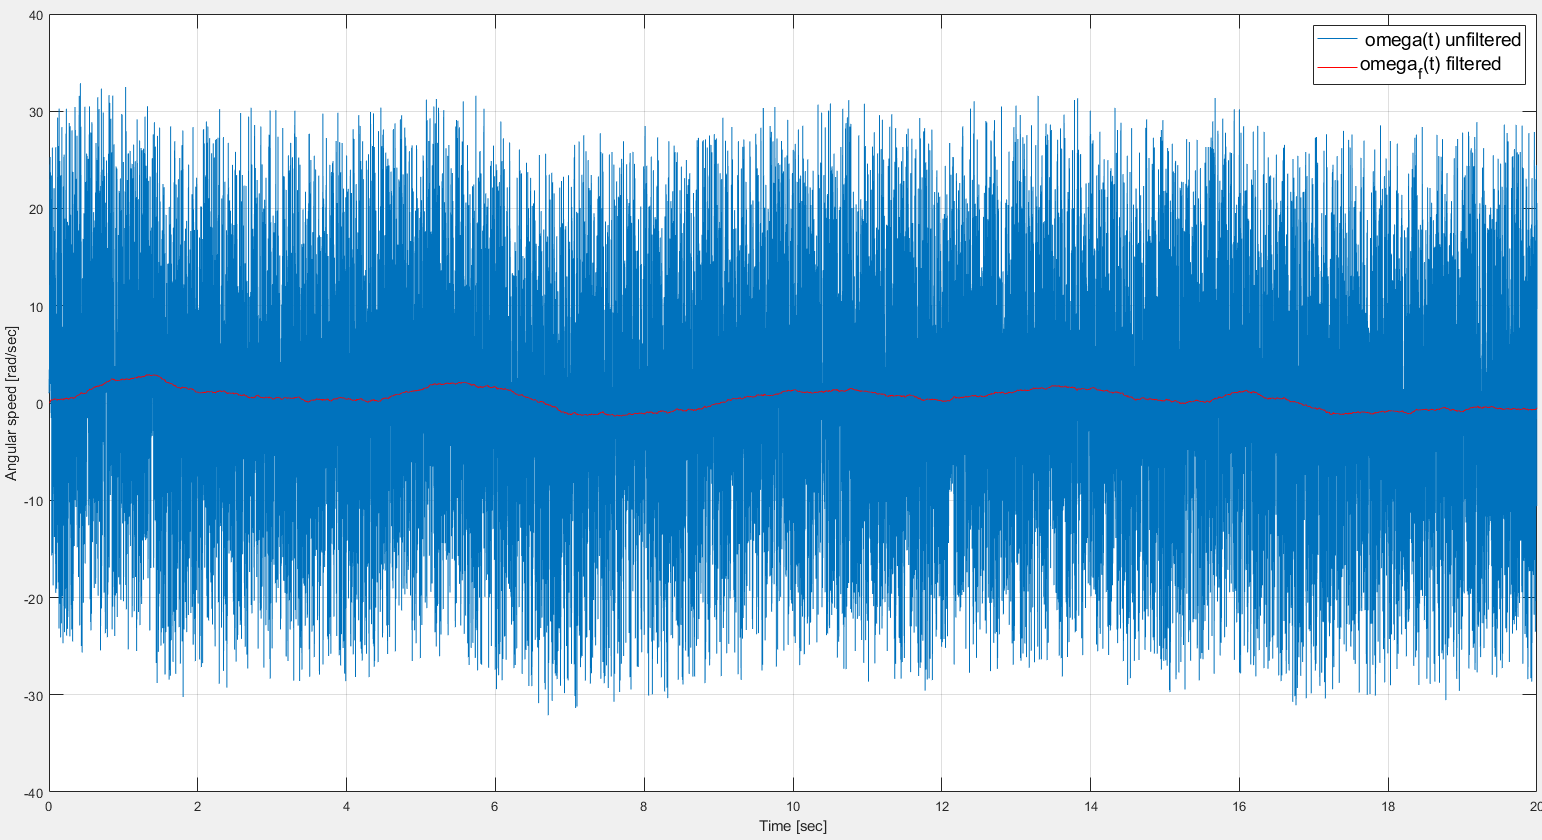 40
30
20
10
0
-10
-20
-30
-40
Angular speed [rad/sec]
omega(t) unfiltered
omega_f(t) filtered
0 2 4 6 8 10 12 14 16 18 20
Time [sec]